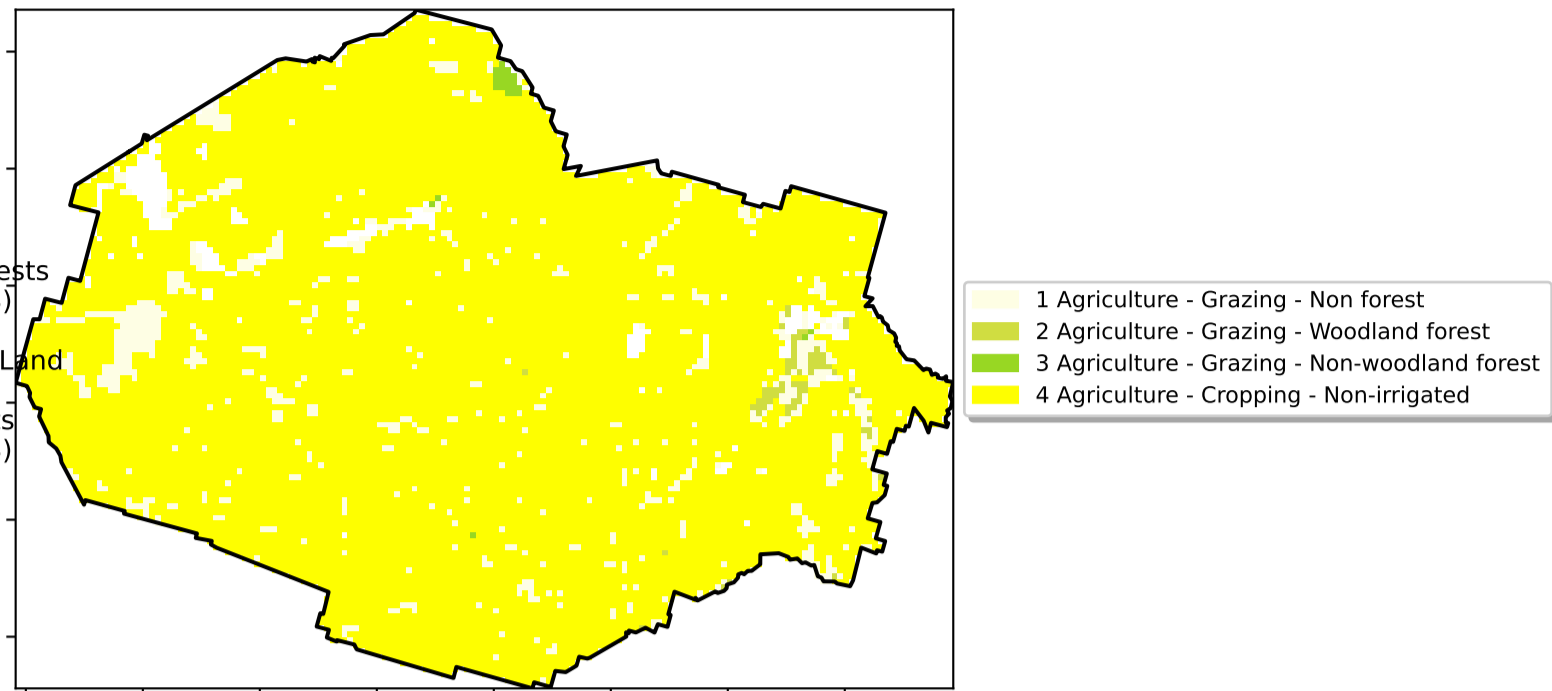 ests
)
Land
ts
)
1 Agriculture - Grazing - Non forest
2 Agriculture - Grazing - Woodland forest
3 Agriculture - Grazing - Non-woodland forest
4 Agriculture - Cropping - Non-irrigated